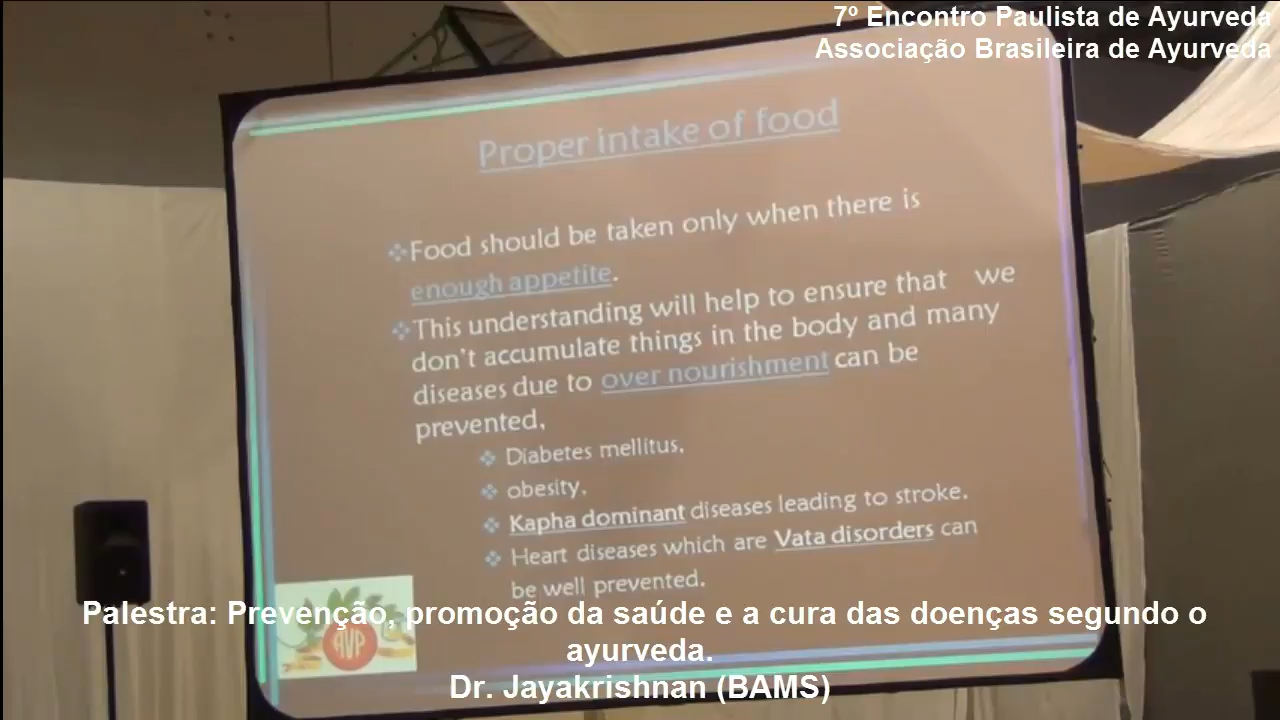 7º Encontro Paulista de Ayurveda
Associação Brasileira de Ayurveda
Proper intake of food
Food should be taken only when there is
enough appetite.
This understanding will help to ensure that we
don't accumulate things in the body and many
diseases due to over nourishment can be
prevented,
Diabetes mellitus,
obesity,
Kapha dominant diseases leading to stroke.
Heart diseases which are Vata disorders can
be well prevented.
AVP
Palestra: Prevenção, promoção da saúde e a cura das doenças segundo o
ayurveda.
Dr. Jayakrishnan (BAMS)